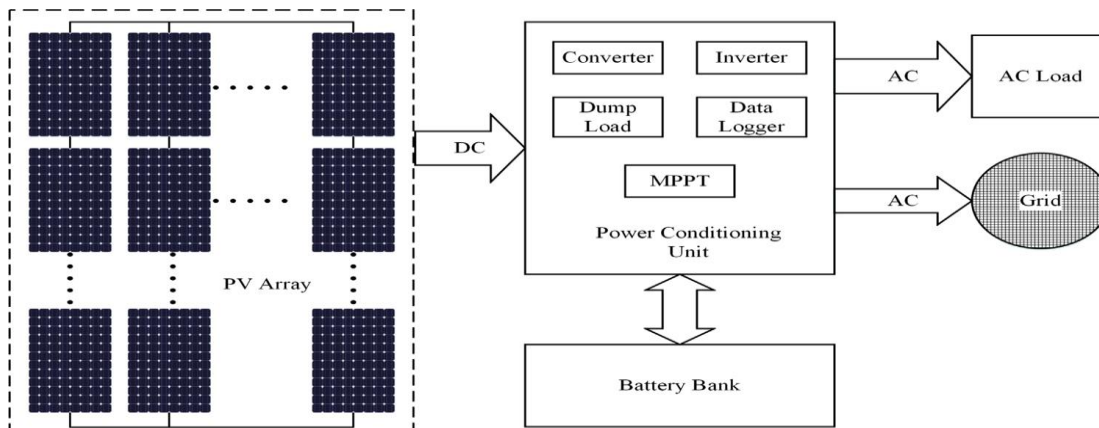 PV Array
DC
Converter
Inverter
Dump
Load
Data
Logger
MPPT
Power Conditioning
Unit
AC
AC Load
AC
Grid
Battery Bank